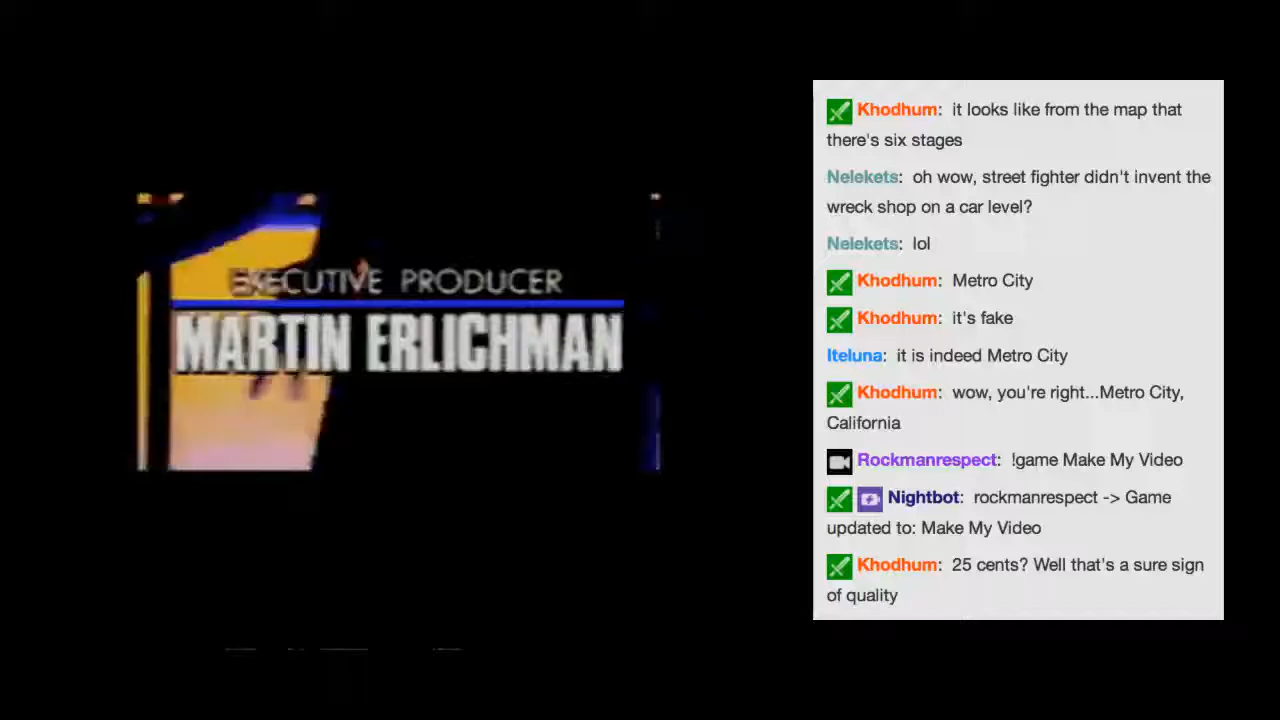 EXECUTIVE PRODUCER
MARTIN ERLICHMAN
Khodhum: it looks like from the map that
there's six stages
Nelekets: oh wow, street fighter didn't invent the
wreck shop on a car level?
Nelekets: lol
Khodhum: Metro City
Khodhum: it's fake
Iteluna: it is indeed Metro City
Khodhum: wow, you're right...Metro City,
California
Rockmanrespect: !game Make My Video
Nightbot: rockmanrespect -> Game
updated to: Make My Video
Khodhum: 25 cents? Well that's a sure sign
of quality